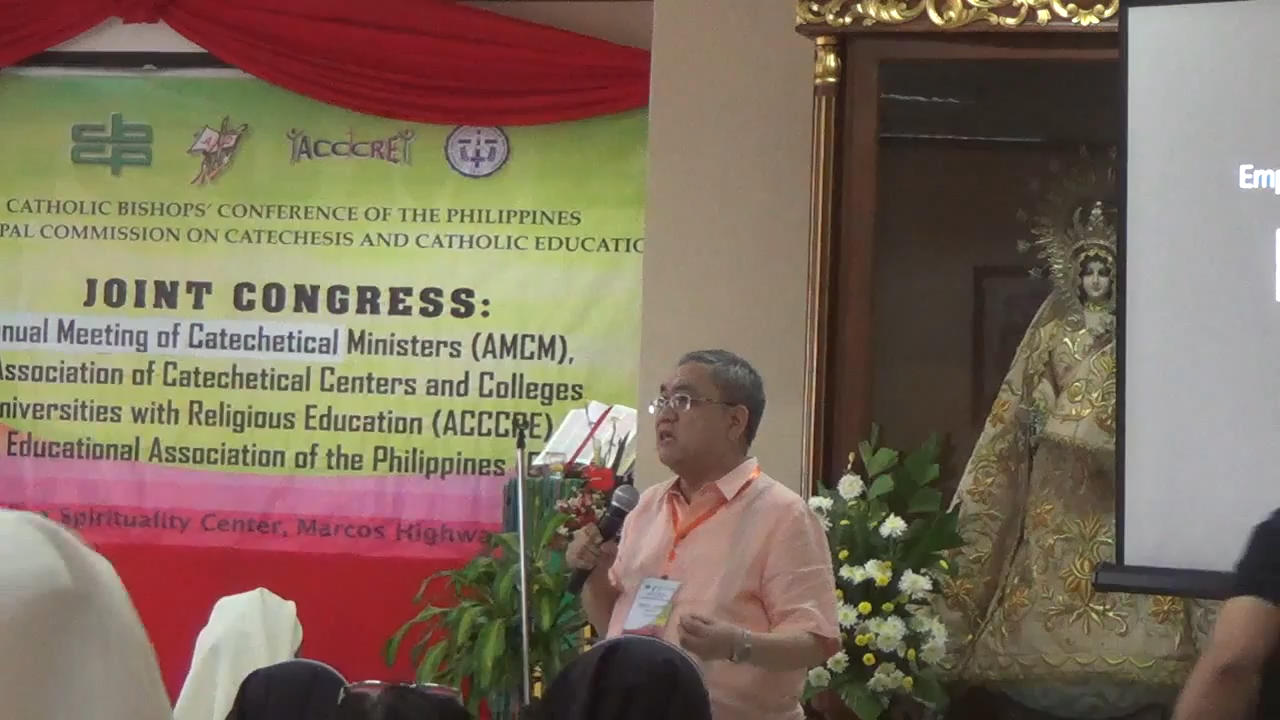 ACCCRE
CATHOLIC BISHOPS' CONFERENCE OF THE PHILIPPINES
PAL COMMISSION ON CATECHESIS AND CATHOLIC EDUCATIO
JOINT CONGRESS:
nual Meeting of Catechetical Ministers (AMCM),
Association of Catechetical Centers and Colleges
niversities with Religious Education (ACCCRE)
Educational Association of the Philippines
Spirituality Center, Marcos Highwa
Emp